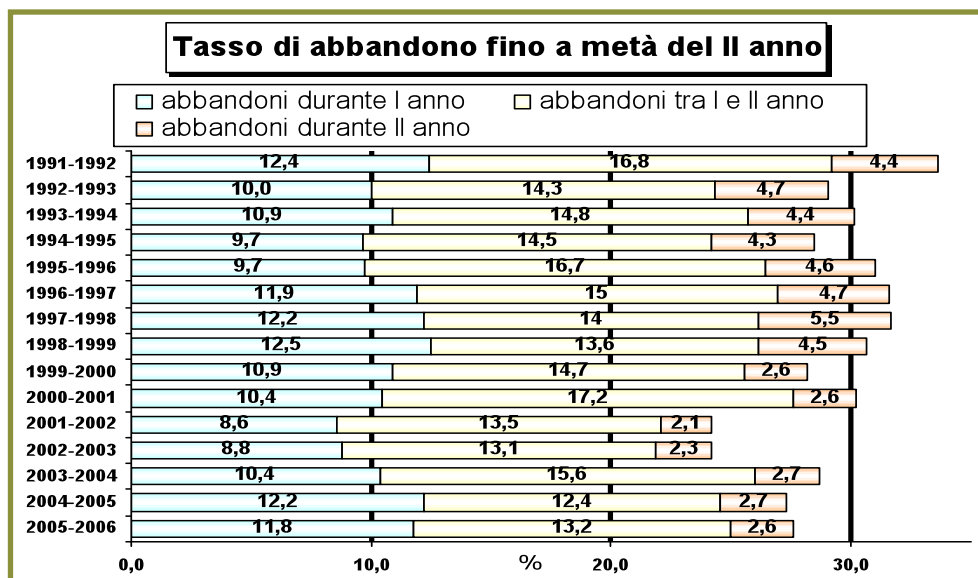 Tasso di abbandono fino a metà del II anno
abbandoni durante I anno abbandoni tra I e II anno
abbandoni durante II anno
1991-1992 12,4 16,8 4,4
1992-1993 10,0 14,3 4,7
1993-1994 10,9 14,8 4,4
1994-1995 9,7 14,5 4,3
1995-1996 9,7 16,7 4,6
1996-1997 11,9 15 4,7
1997-1998 12,2 14 5,5
1998-1999 12,5 13,6 4,5
1999-2000 10,9 14,7 2,6
2000-2001 10,4 17,2 2,6
2001-2002 8,6 13,5 2,1
2002-2003 8,8 13,1 2,3
2003-2004 10,4 15,6 2,7
2004-2005 12,2 12,4 2,7
2005-2006 11,8 13,2 2,6
0,0 10,0 % 20,0 30,0